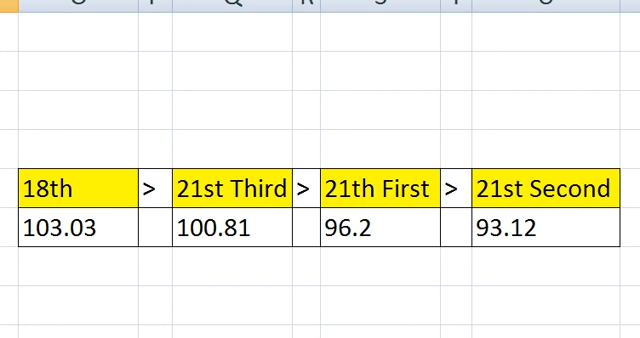 18th > 21st Third > 21th First > 21st Second
103.03 100.81 96.2 93.12